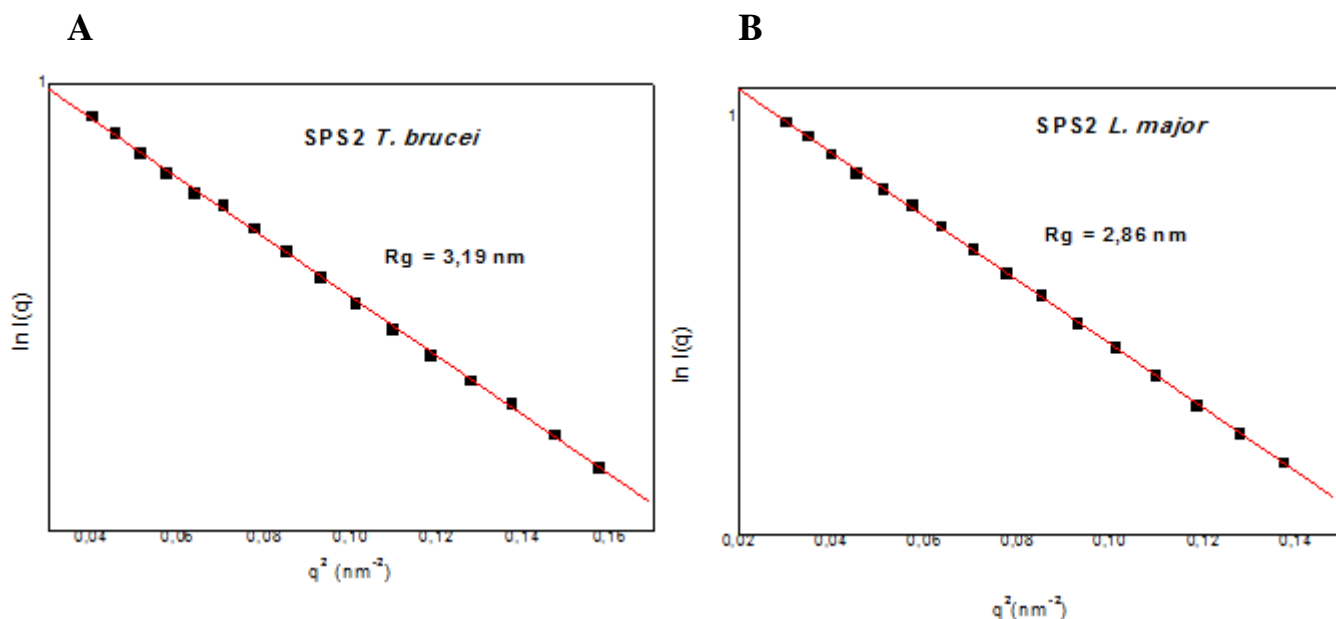 A
1
SPS2 T. brucei
Rg = 3,19 nm
ln I(q)
0,04 0,06 0,08 0,10 0,12 0,14 0,16
q² (nm⁻²)
B
1
SPS2 L. major
Rg = 2,86 nm
ln I(q)
0,02 0,04 0,06 0,08 0,10 0,12 0,14
q²(nm⁻²)